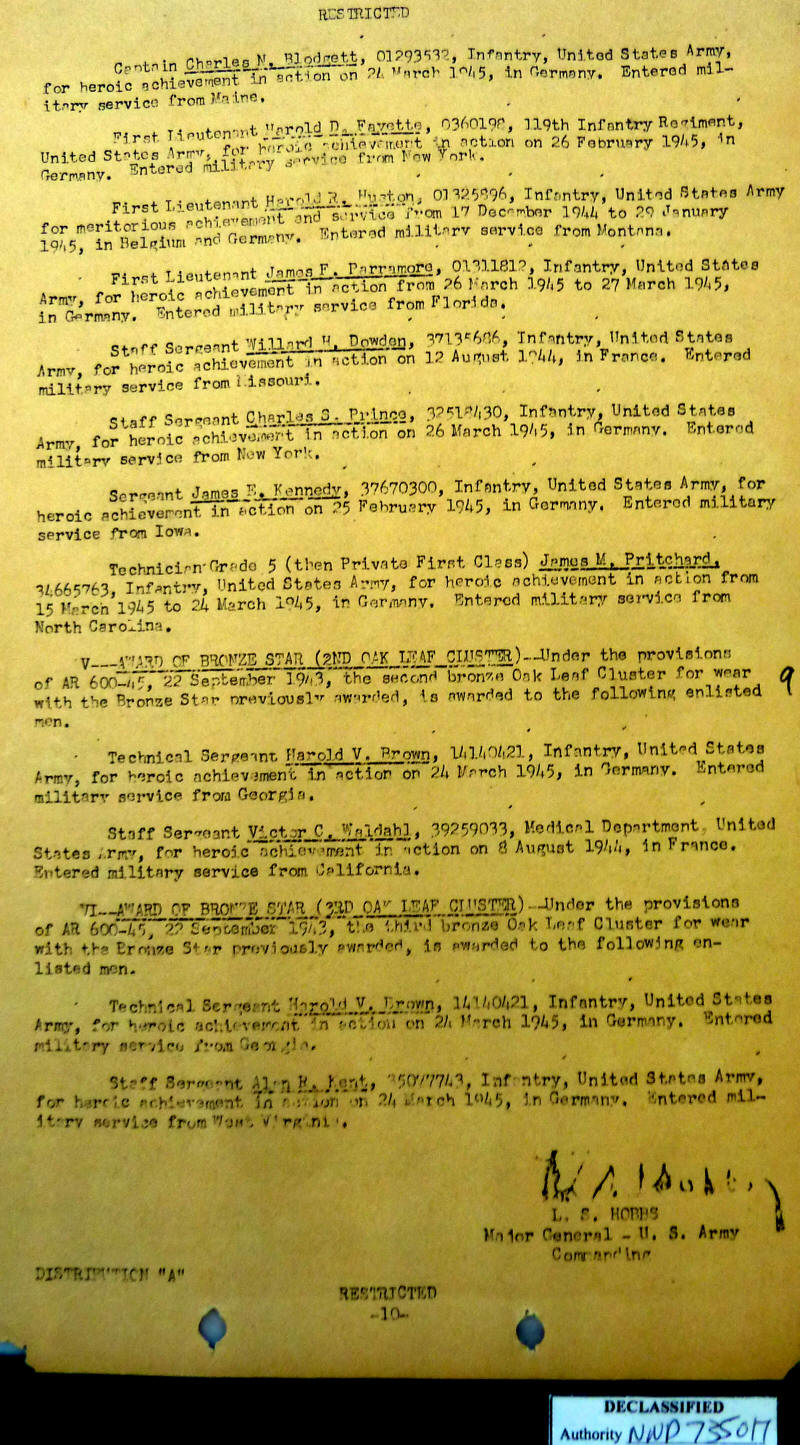 RESTRICTED
Captain Charles N. Blodgett, 01293532, Infantry, United States Army,
for heroic achievement in action on 24 March 1945, in Germany. Entered mil-
itary service from Maine.
First Lieutenant Harold D. Fayette, 0360198, 119th Infantry Regiment,
United States Army, for heroic achievement in action on 26 February 1945, in
Germany. Entered military service from New York.
First Lieutenant Harold R. Huston, 01325896, Infantry, United States Army
for meritorious achievement and service from 17 December 1944 to 29 January
1945, in Belgium and Germany. Entered military service from Montana.
First Lieutenant James F. Parramore, 01311812, Infantry, United States
Army, for heroic achievement in action from 26 March 1945 to 27 March 1945,
in Germany. Entered military service from Florida.
Staff Sergeant Willard H. Dowden, Infantry, United States
Army, for heroic achievement in action on 12 August 1944, in France. Entered
military service from Missouri.
Staff Sergeant Charles S. Prince, 32518430, Infantry, United States
Army, for heroic achievement in action on 26 March 1945, in Germany. Entered
military service from New York.
Sergeant James E. Kennedy, 37670300, Infantry, United States Army, for
heroic achievement in action on 25 February 1945, in Germany. Entered military
service from Iowa.
Technician Grade 5 (then Private First Class) James M. Pritchard,
34665763, Infantry, United States Army, for heroic achievement in action from
15 March 1945 to 24 March 1945, in Germany. Entered military service from
North Carolina.
V__AWARD OF BRONZE STAR (2ND OAK LEAF CLUSTER)--Under the provisions
of AR 600-45, 22 September 1943, the second bronze Oak Leaf Cluster for wear
with the Bronze Star previously awarded, is awarded to the following enlisted
men.
Technical Sergeant Harold V. Brown, 14140421, Infantry, United States
Army, for heroic achievement in action on 24 March 1945, in Germany. Entered
military service from Georgia.
Staff Sergeant Victor C. Waldahl, 39259033, Medical Department, United
States Army, for heroic achievement in action on 8 August 1944, in France.
Entered military service from California.
VI--AWARD OF BRONZE STAR (3RD OAK LEAF CLUSTER)--Under the provisions
of AR 600-45, 22 September 1943, the third bronze Oak Leaf Cluster for wear
with the Bronze Star previously awarded, is awarded to the following en-
listed men.
Technical Sergeant Harold V. Brown, 14140421, Infantry, United States
Army, for heroic achievement in action on 24 March 1945, in Germany. Entered
military service from Georgia.
Staff Sergeant Kent, Infantry, United States Army,
for heroic achievement in action on 24 March 1945, in Germany. Entered mil-
itary service from West Virginia.
L. S. HOBBS
Major General - U. S. Army
Commanding
DISTRIBUTION "A"
RESTRICTED
-10-
DECLASSIFIED
Authority NND 735017